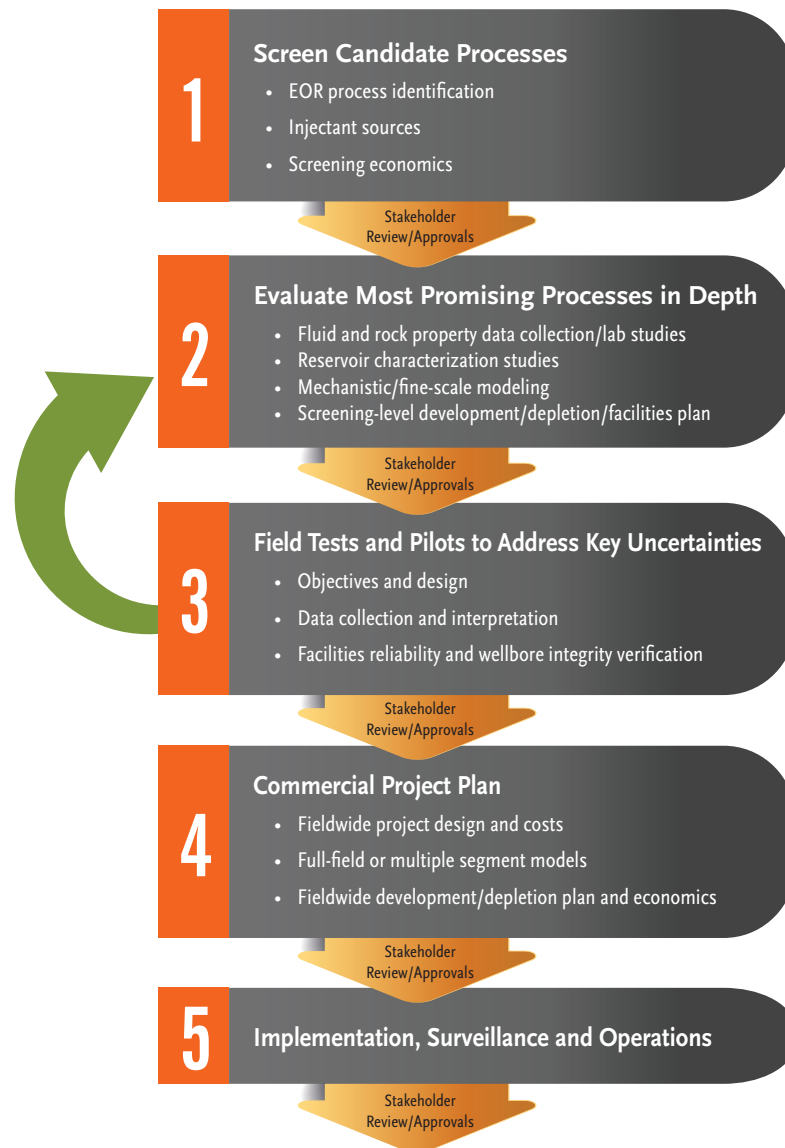 1
Screen Candidate Processes
• EOR process identification
• Injectant sources
• Screening economics
Stakeholder
Review/Approvals
2
Evaluate Most Promising Processes in Depth
• Fluid and rock property data collection/lab studies
• Reservoir characterization studies
• Mechanistic/fine-scale modeling
• Screening-level development/depletion/facilities plan
Stakeholder
Review/Approvals
3
Field Tests and Pilots to Address Key Uncertainties
• Objectives and design
• Data collection and interpretation
• Facilities reliability and wellbore integrity verification
Stakeholder
Review/Approvals
4
Commercial Project Plan
• Fieldwide project design and costs
• Full-field or multiple segment models
• Fieldwide development/depletion plan and economics
Stakeholder
Review/Approvals
5
Implementation, Surveillance and Operations
Stakeholder
Review/Approvals